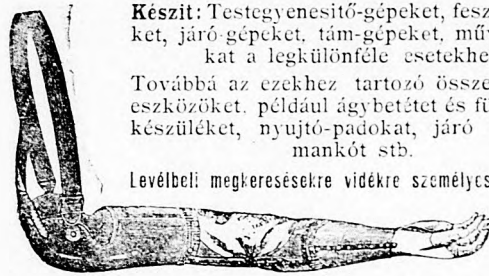 Készit: Testegyenesitő-gépeket, fesz
ket, járó-gépeket, tám-gépeket, mű
kat a legkülönféle esetekhe
Továbbá az ezekhez tartozó össze
eszközöket, például ágybetétet és fü
készüléket, nyujtó-padokat, járó
mankót stb.
Levélbeli megkeresésekre vidékre személyes